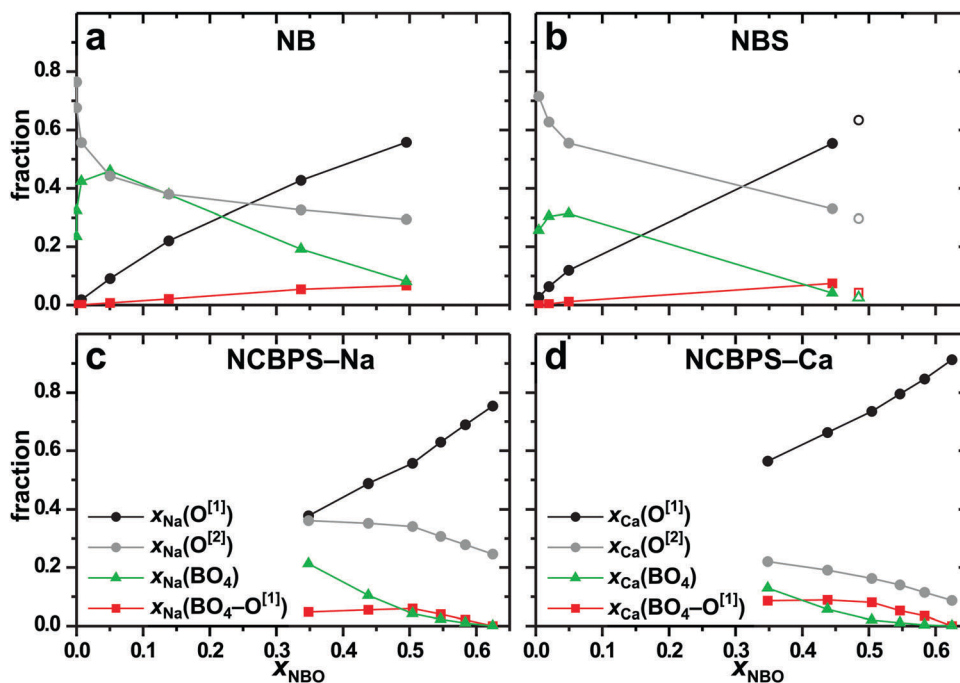 a NB
b NBS
fraction
0.8
0.6
0.4
0.2
0.0
0.0 0.1 0.2 0.3 0.4 0.5 0.6
0.0 0.1 0.2 0.3 0.4 0.5 0.6
c NCBPS–Na
d NCBPS–Ca
fraction
0.8
0.6
0.4
0.2
0.0
x_Na(O^[1])
x_Na(O^[2])
x_Na(BO_4)
x_Na(BO_4–O^[1])
x_Ca(O^[1])
x_Ca(O^[2])
x_Ca(BO_4)
x_Ca(BO_4–O^[1])
0.0 0.1 0.2 0.3 0.4 0.5 0.6
0.0 0.1 0.2 0.3 0.4 0.5 0.6
x_NBO
x_NBO